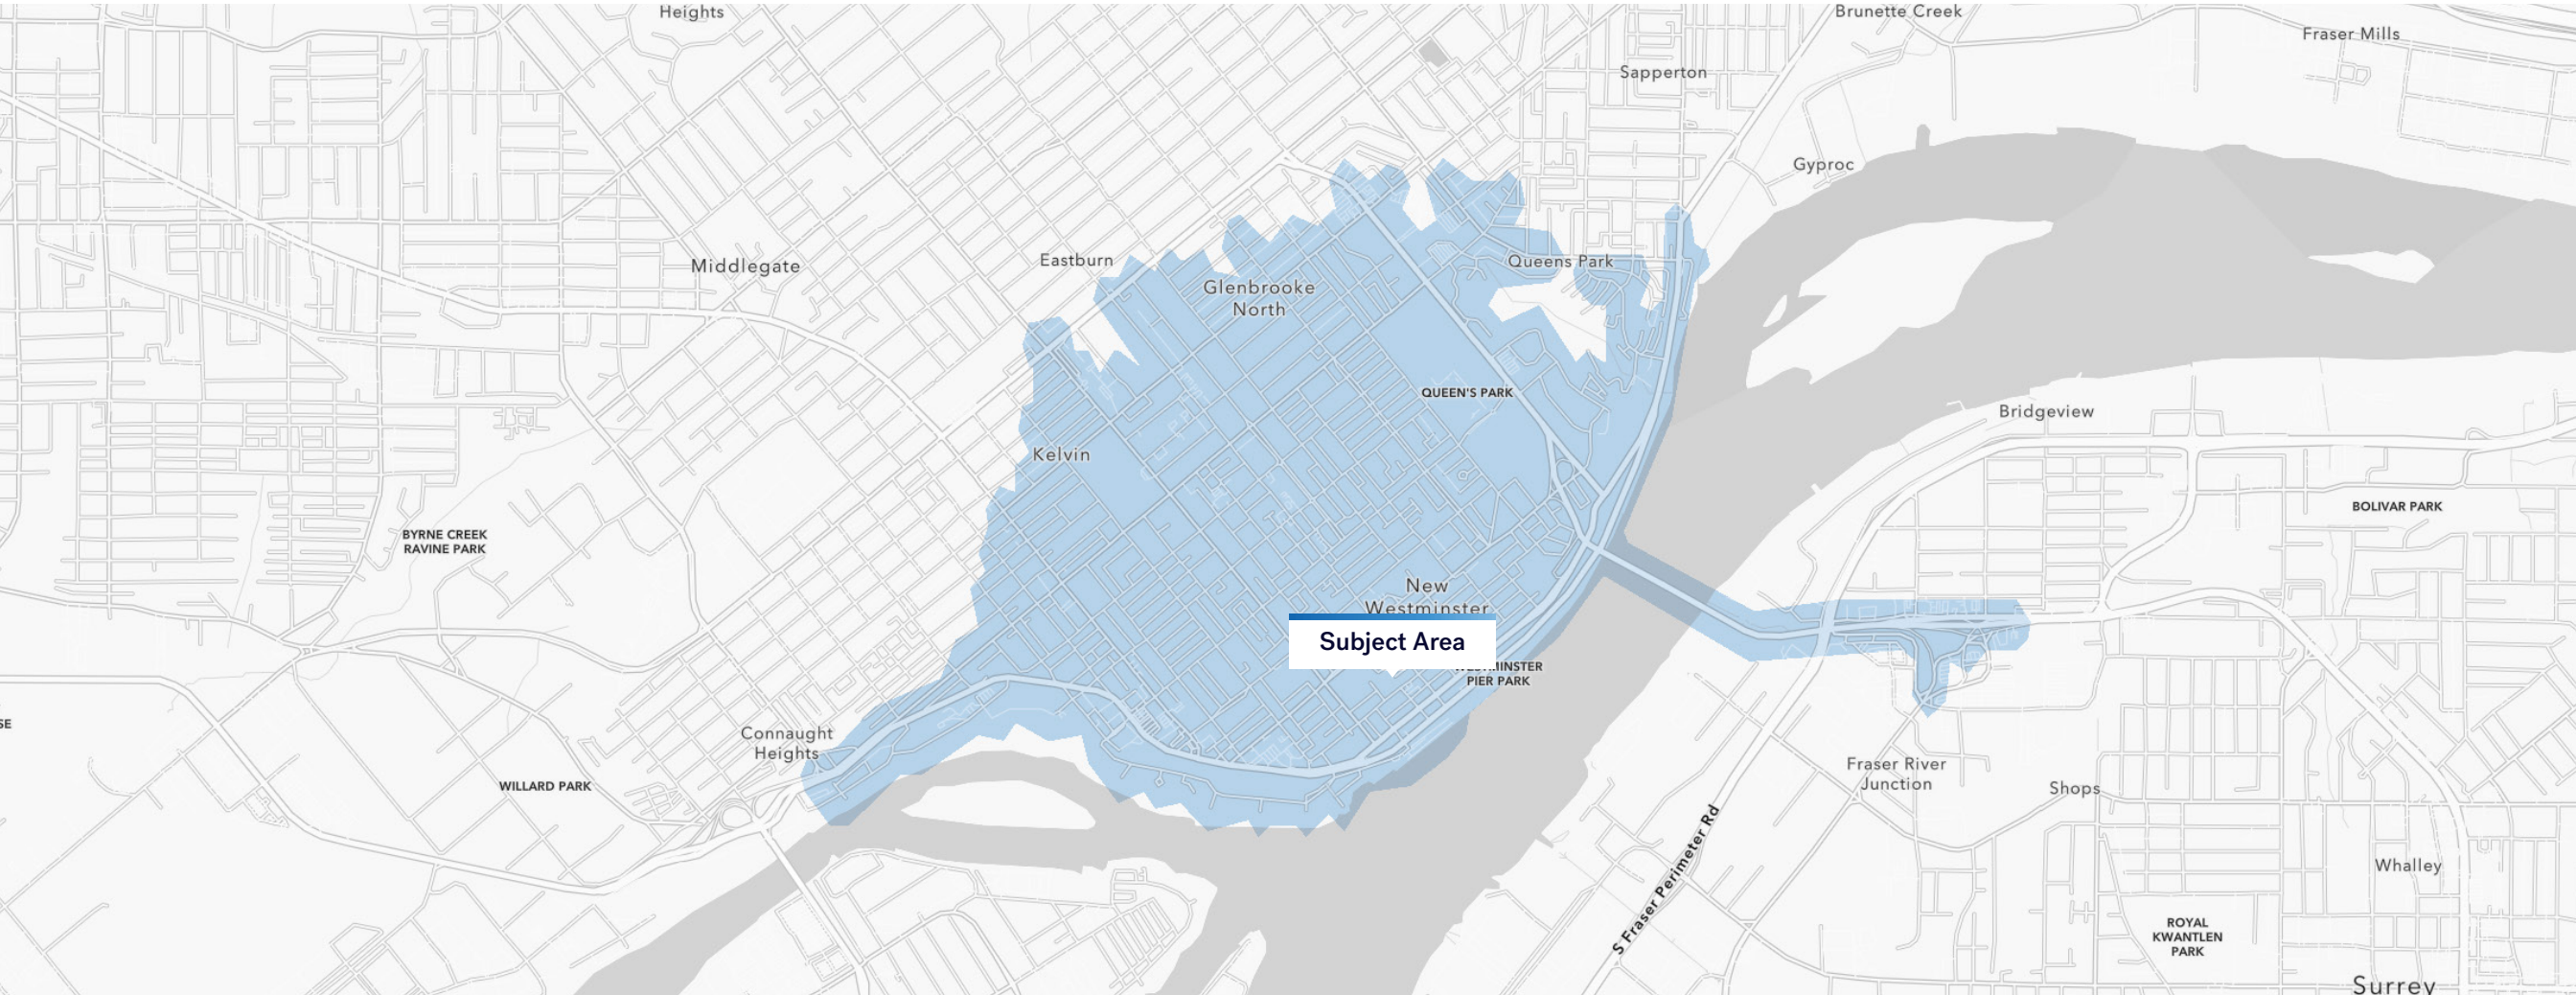 Heights
Brunette Creek
Fraser Mills
Sapperton
Gyproc
Eastburn
Middlegate
Queens Park
Glenbrooke
North
QUEEN'S PARK
Bridgeview
Kelvin
BOLIVAR PARK
BYRNE CREEK
RAVINE PARK
New
Westminster
Subject Area
WESTMINSTER
PIER PARK
SE
Connaught
Heights
Fraser River
Junction
WILLARD PARK
Shops
S Fraser Perimeter Rd
Whalley
ROYAL
KWANTLEN
PARK
Surrey